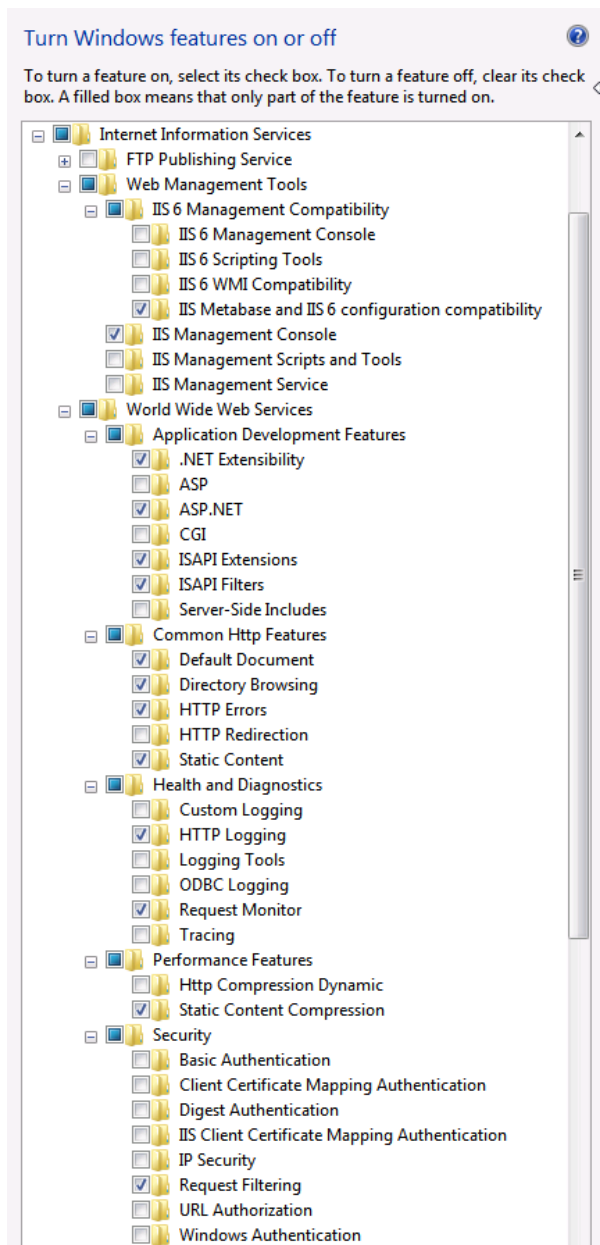 Turn Windows features on or off
To turn a feature on, select its check box. To turn a feature off, clear its check
box. A filled box means that only part of the feature is turned on.
Internet Information Services
FTP Publishing Service
Web Management Tools
IIS 6 Management Compatibility
IIS 6 Management Console
IIS 6 Scripting Tools
IIS 6 WMI Compatibility
IIS Metabase and IIS 6 configuration compatibility
IIS Management Console
IIS Management Scripts and Tools
IIS Management Service
World Wide Web Services
Application Development Features
.NET Extensibility
ASP
ASP.NET
CGI
ISAPI Extensions
ISAPI Filters
Server-Side Includes
Common Http Features
Default Document
Directory Browsing
HTTP Errors
HTTP Redirection
Static Content
Health and Diagnostics
Custom Logging
HTTP Logging
Logging Tools
ODBC Logging
Request Monitor
Tracing
Performance Features
Http Compression Dynamic
Static Content Compression
Security
Basic Authentication
Client Certificate Mapping Authentication
Digest Authentication
IIS Client Certificate Mapping Authentication
IP Security
Request Filtering
URL Authorization
Windows Authentication